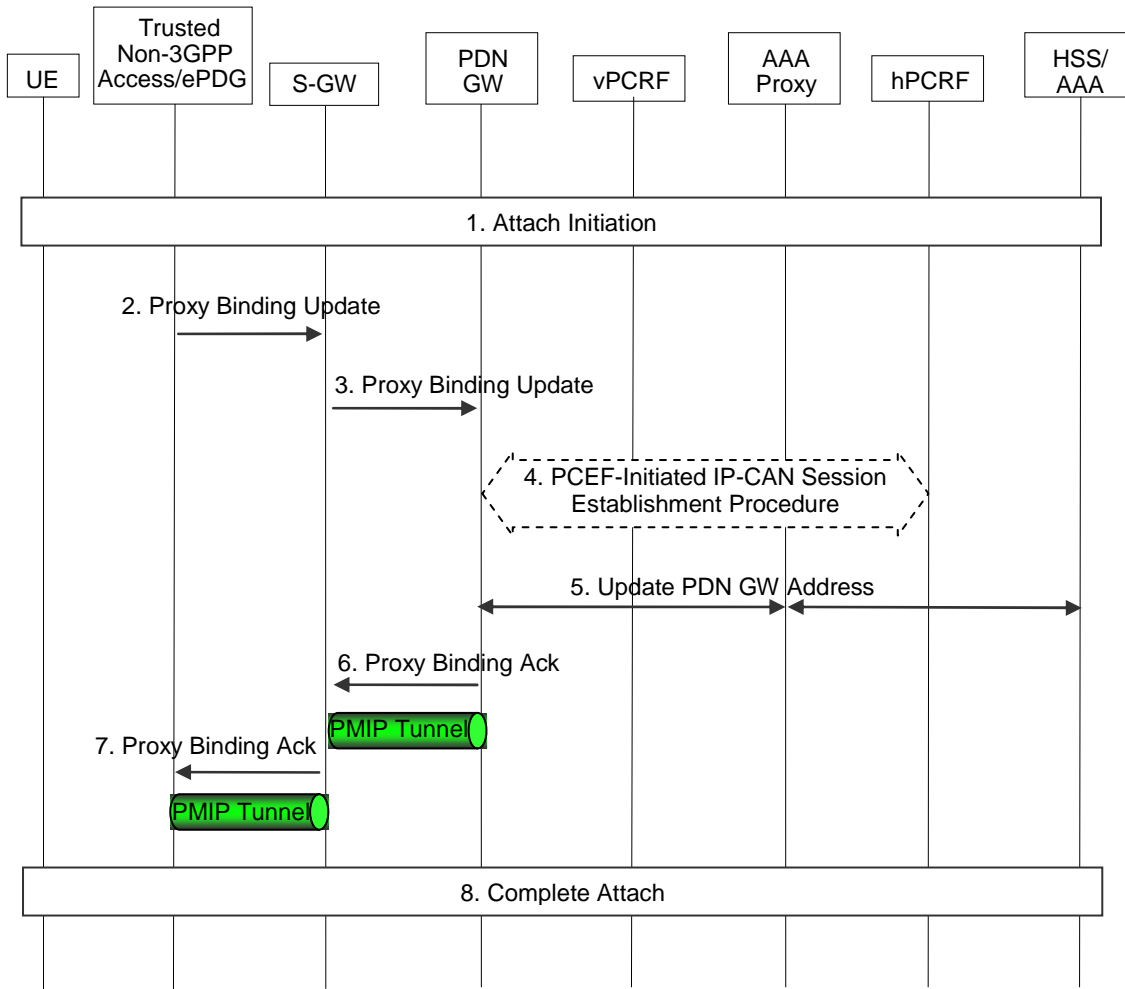 UE
Trusted
Non-3GPP
Access/ePDG
S-GW
PDN
GW
vPCRF
AAA
Proxy
hPCRF
HSS/
AAA
1. Attach Initiation
2. Proxy Binding Update
3. Proxy Binding Update
4. PCEF-Initiated IP-CAN Session
Establishment Procedure
5. Update PDN GW Address
6. Proxy Binding Ack
PMIP Tunnel
7. Proxy Binding Ack
PMIP Tunnel
8. Complete Attach